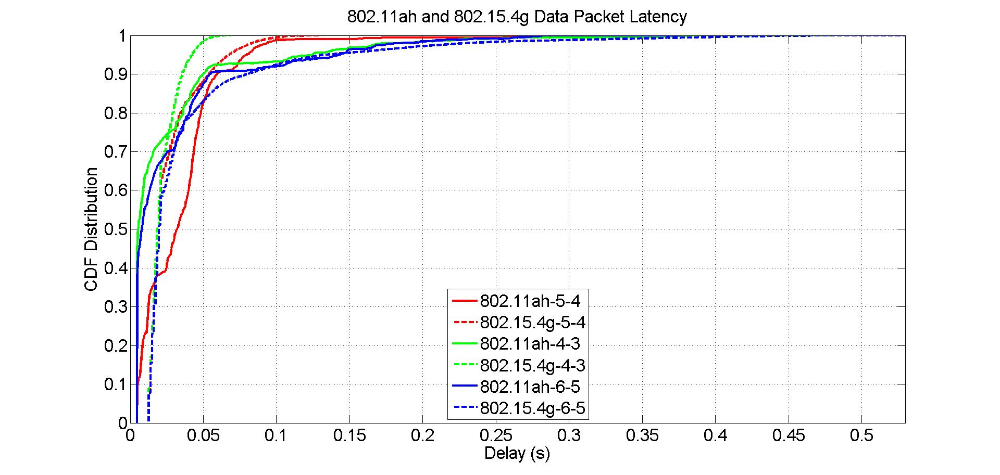 802.11ah and 802.15.4g Data Packet Latency
1
0.9
0.8
0.7
0.6
0.5
0.4
0.3
0.2
0.1
0
CDF Distribution
802.11ah-5-4
802.15.4g-5-4
802.11ah-4-3
802.15.4g-4-3
802.11ah-6-5
802.15.4g-6-5
0 0.05 0.1 0.15 0.2 0.25 0.3 0.35 0.4 0.45 0.5
Delay (s)